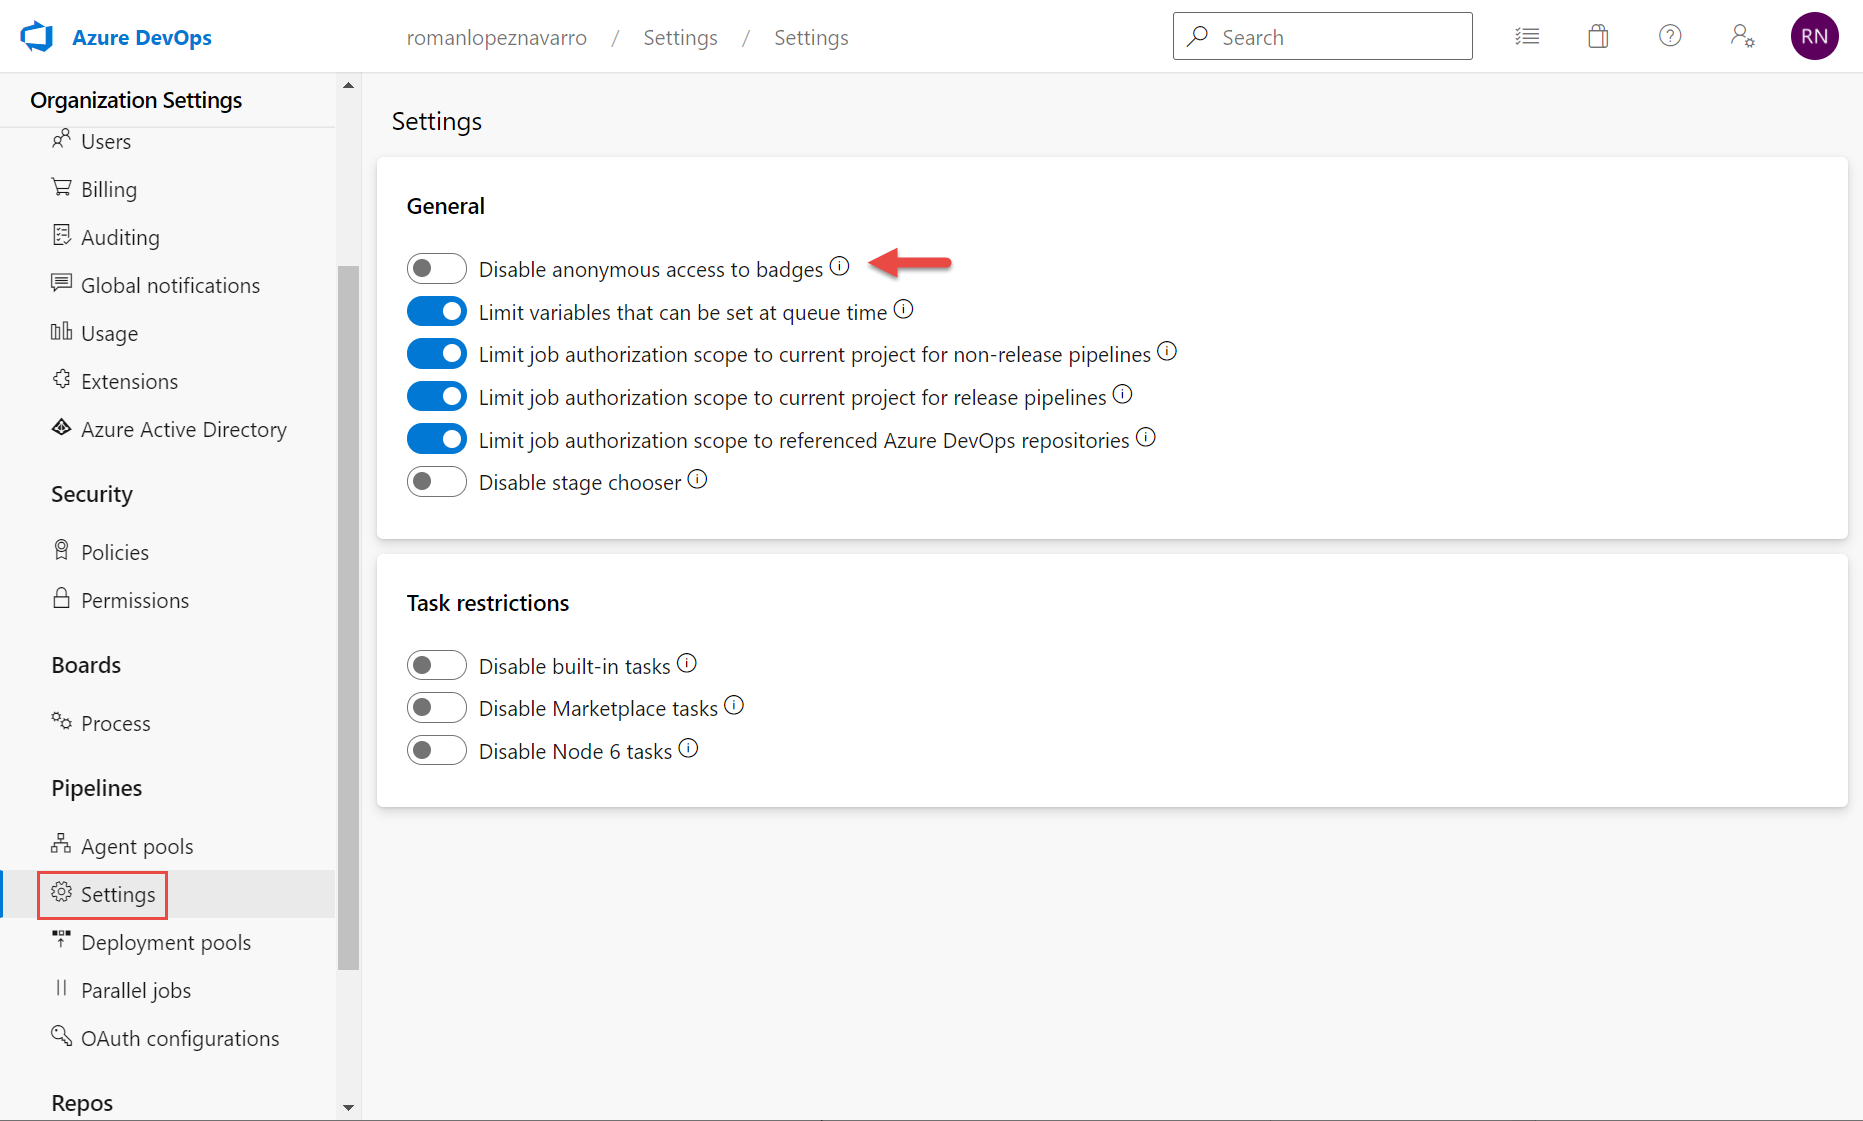 Azure DevOps
romanlopeznavarro / Settings / Settings
Search
RN
Organization Settings
Users
Billing
Auditing
Global notifications
Usage
Extensions
Azure Active Directory
Security
Policies
Permissions
Boards
Process
Pipelines
Agent pools
Settings
Deployment pools
Parallel jobs
OAuth configurations
Repos
Settings
General
Disable anonymous access to badges
Limit variables that can be set at queue time
Limit job authorization scope to current project for non-release pipelines
Limit job authorization scope to current project for release pipelines
Limit job authorization scope to referenced Azure DevOps repositories
Disable stage chooser
Task restrictions
Disable built-in tasks
Disable Marketplace tasks
Disable Node 6 tasks